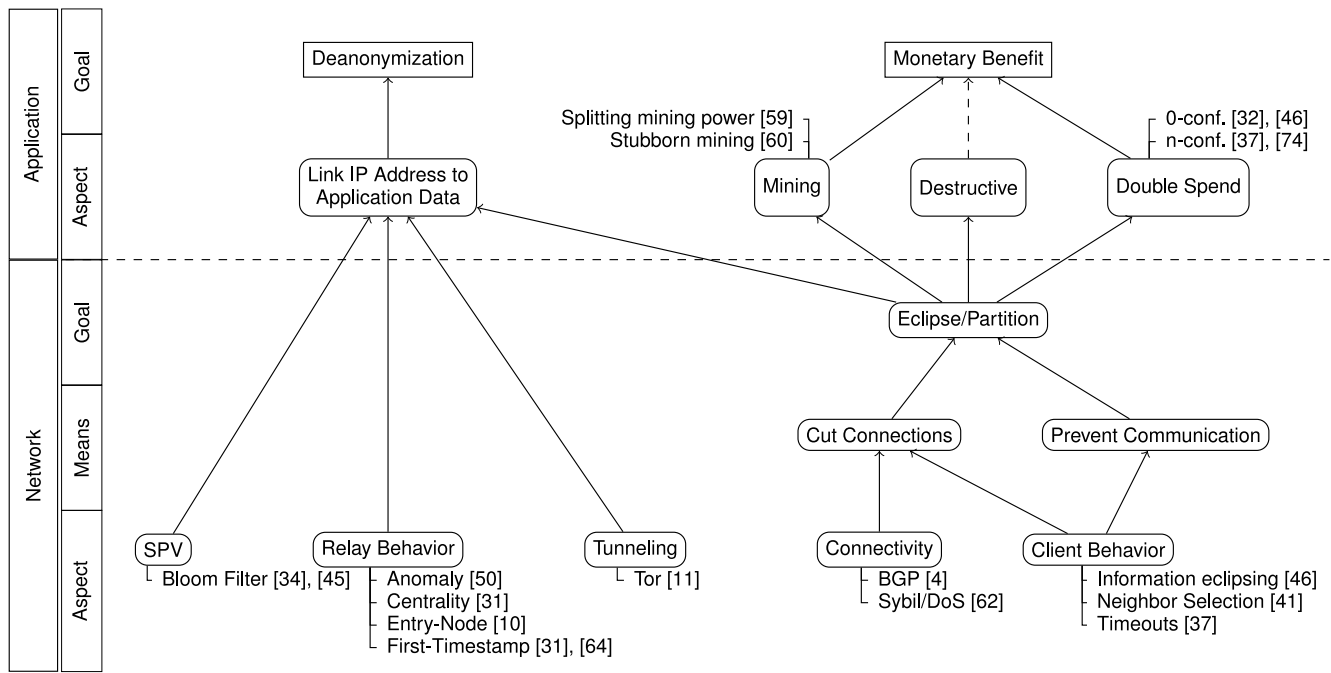 Application
Goal
Deanonymization
Monetary Benefit
Aspect
Splitting mining power [59]
Stubborn mining [60]
0-conf. [32], [46]
n-conf. [37], [74]
Link IP Address to
Application Data
Mining
Destructive
Double Spend
Network
Goal
Eclipse/Partition
Means
Cut Connections
Prevent Communication
Aspect
SPV
Bloom Filter [34], [45]
Relay Behavior
Anomaly [50]
Centrality [31]
Entry-Node [10]
First-Timestamp [31], [64]
Tunneling
Tor [11]
Connectivity
BGP [4]
Sybil/DoS [62]
Client Behavior
Information eclipsing [46]
Neighbor Selection [41]
Timeouts [37]